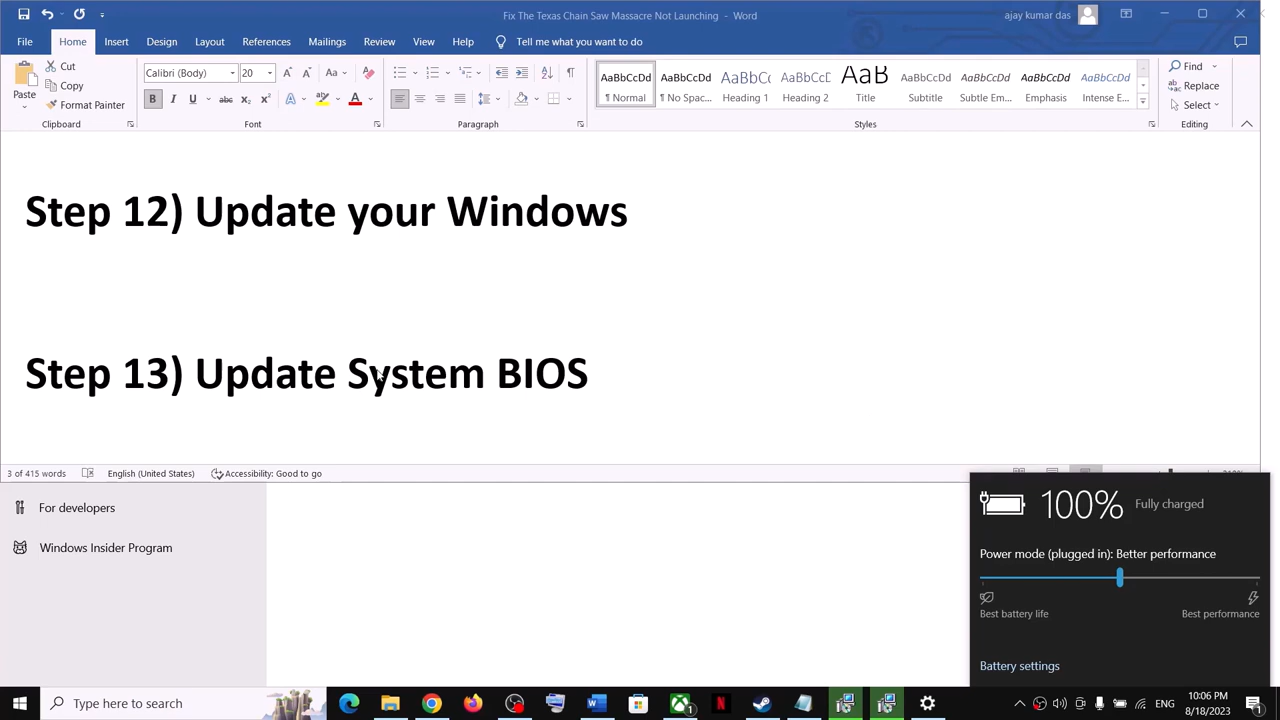 Fix The Texas Chain Saw Massacre Not Launching - Word
ajay kumar das
File Home Insert Design Layout References Mailings Review View Help Tell me what you want to do
Paste
Cut
Copy
Format Painter
Clipboard
Calibri (Body) 20
Font
Paragraph
AaBbCcDd AaBbCcDd AaBbCc AaBbCcD AaB AaBbCcD AaBbCcDd AaBbCcDd AaBbCcDd
¶ Normal ¶ No Spac... Heading 1 Heading 2 Title Subtitle Subtle Em... Emphasis Intense E...
Styles
Find
Replace
Select
Editing
Step 12) Update your Windows
Step 13) Update System BIOS
3 of 415 words English (United States) Accessibility: Good to go
For developers
Windows Insider Program
100% Fully charged
Power mode (plugged in): Better performance
Best battery life Best performance
Battery settings
Type here to search
ENG
10:06 PM
8/18/2023